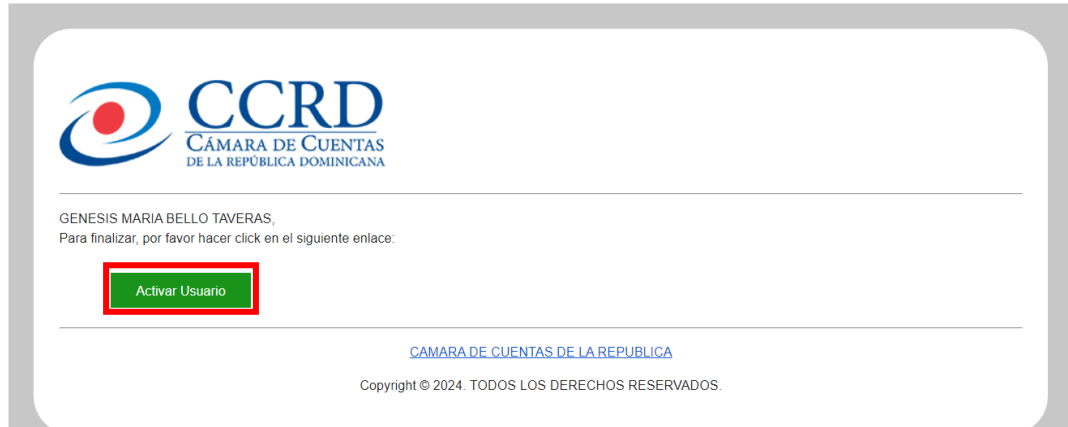 CCRD
CÁMARA DE CUENTAS
DE LA REPÚBLICA DOMINICANA
GENESIS MARIA BELLO TAVERAS,
Para finalizar, por favor hacer click en el siguiente enlace:
Activar Usuario
CAMARA DE CUENTAS DE LA REPUBLICA
Copyright © 2024. TODOS LOS DERECHOS RESERVADOS.